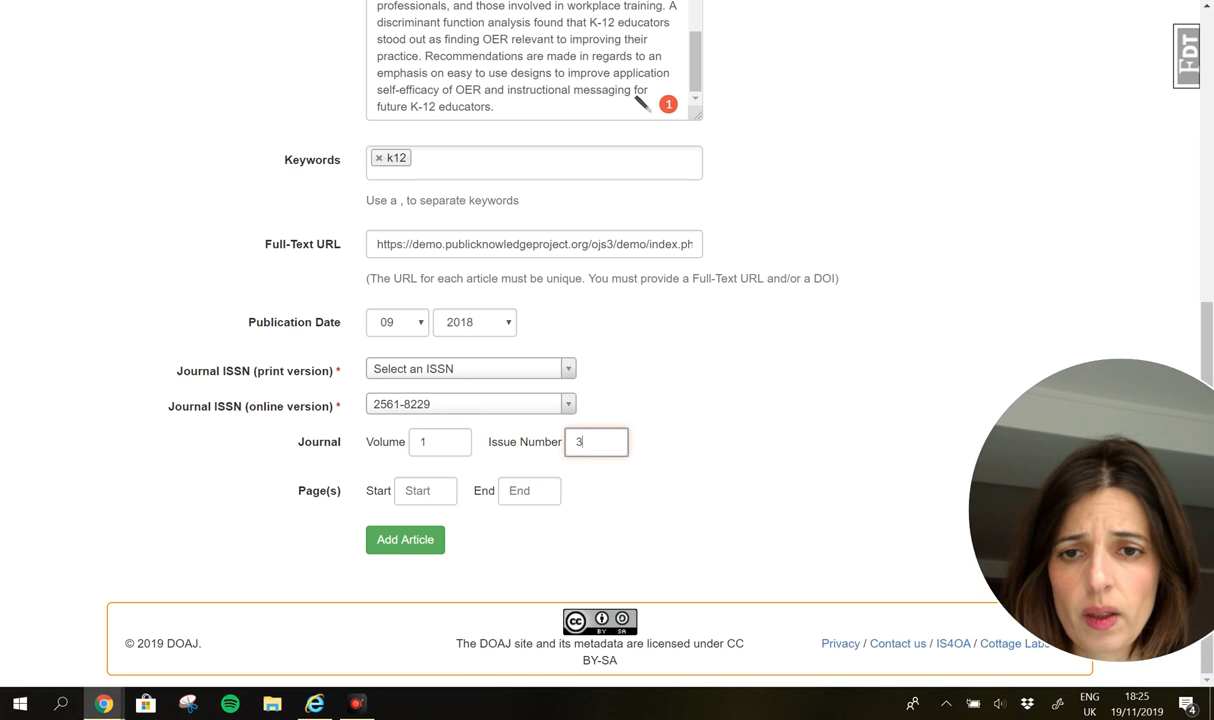 professionals, and those involved in workplace training. A
discriminant function analysis found that K-12 educators
stood out as finding OER relevant to improving their
practice. Recommendations are made in regards to an
emphasis on easy to use designs to improve application
self-efficacy of OER and instructional messaging for
future K-12 educators.
1
FDT
Keywords
× k12
Use a , to separate keywords
Full-Text URL
https://demo.publicknowledgeproject.org/ojs3/demo/index.ph
(The URL for each article must be unique. You must provide a Full-Text URL and/or a DOI)
Publication Date
09 2018
Journal ISSN (print version) *
Select an ISSN
Journal ISSN (online version) *
2561-8229
Journal Volume 1 Issue Number 3
Page(s) Start Start End End
Add Article
cc BY SA
© 2019 DOAJ.
The DOAJ site and its metadata are licensed under CC
BY-SA
Privacy / Contact us / IS4OA / Cottage Labs
ENG
UK
18:25
19/11/2019
4